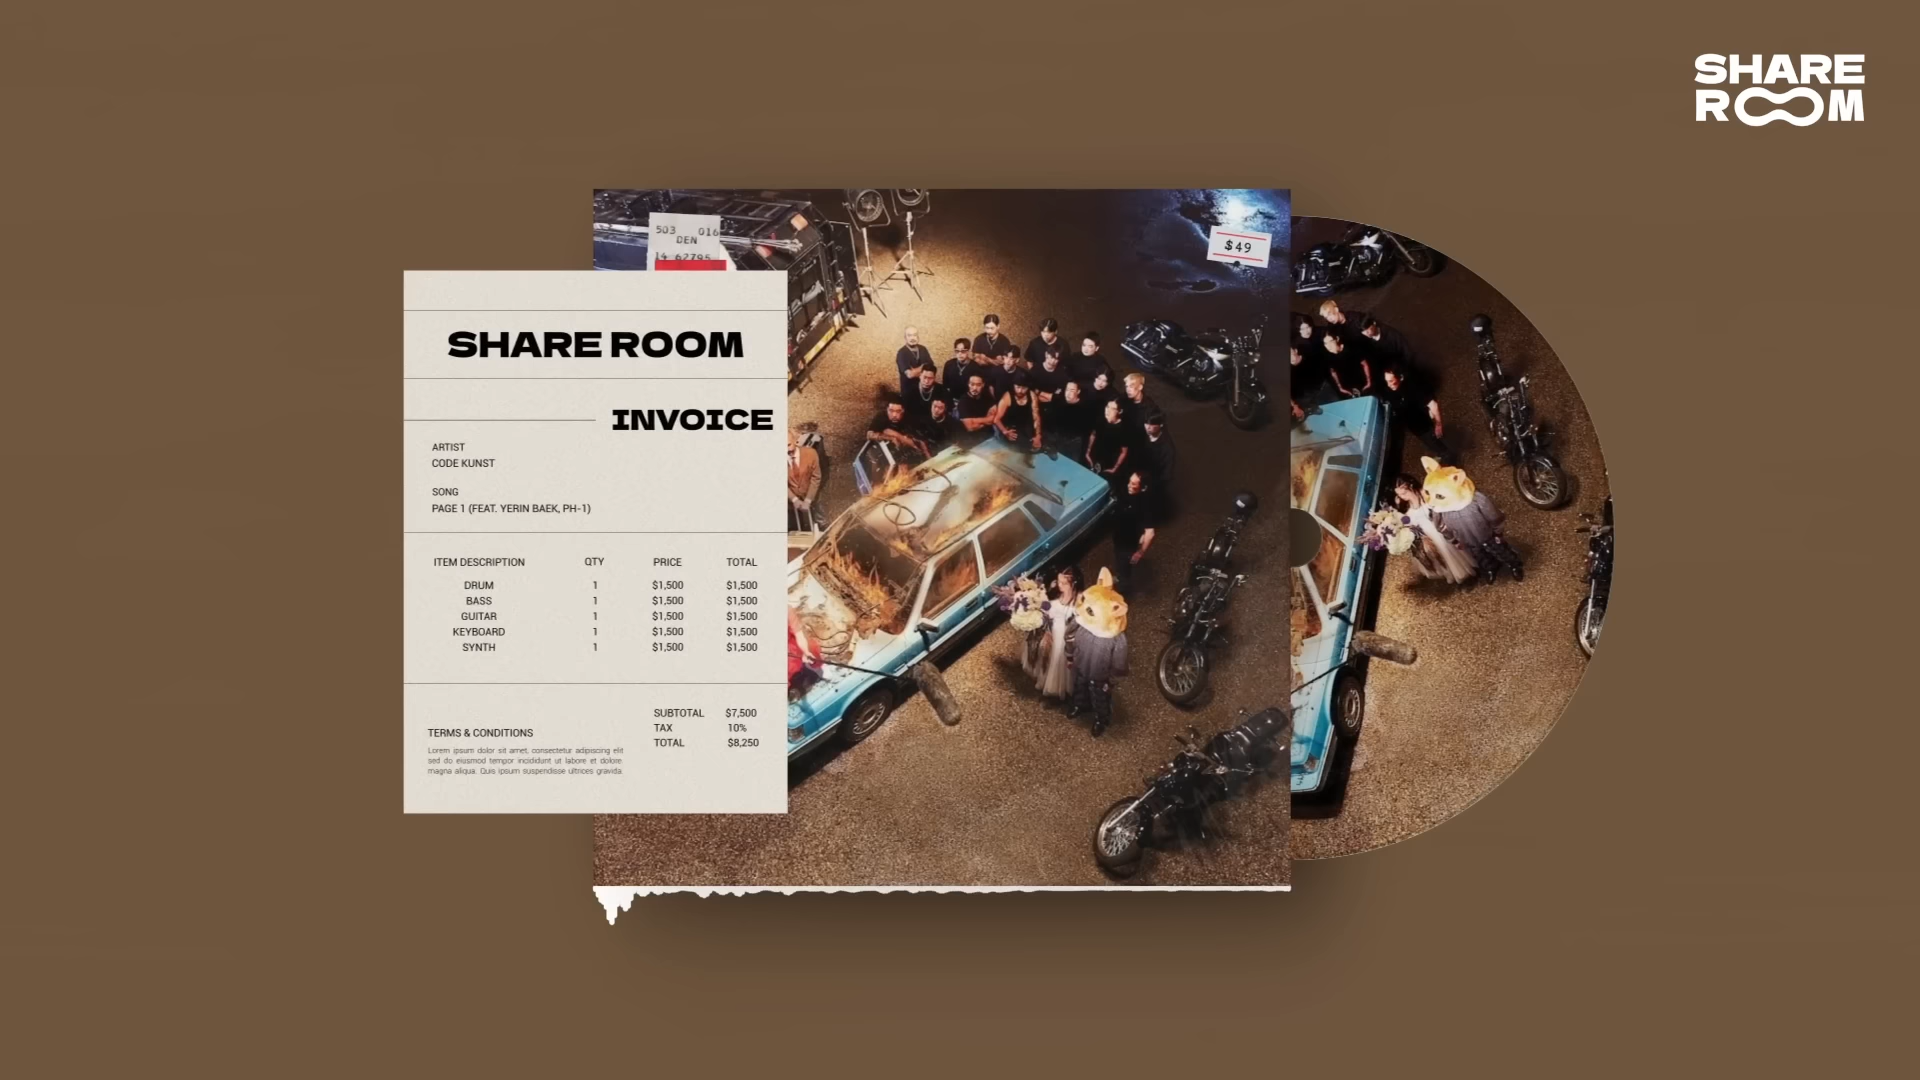 SHARE
ROOM
503 016
DEN
14 62795
$49
SHARE ROOM
INVOICE
ARTIST
CODE KUNST
SONG
PAGE 1 (FEAT. YERIN BAEK, PH-1)
ITEM DESCRIPTION QTY PRICE TOTAL
DRUM 1 $1,500 $1,500
BASS 1 $1,500 $1,500
GUITAR 1 $1,500 $1,500
KEYBOARD 1 $1,500 $1,500
SYNTH 1 $1,500 $1,500
SUBTOTAL $7,500
TAX 10%
TOTAL $8,250
TERMS & CONDITIONS
Lorem ipsum dolor sit amet, consectetur adipiscing elit
sed do eiusmod tempor incididunt ut labore et dolore
magna aliqua. Quis ipsum suspendisse ultrices gravida.